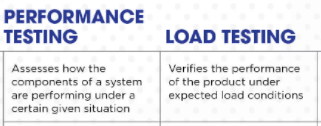 PERFORMANCE
TESTING
LOAD TESTING
Assesses how the
components of a system
are performing under a
certain given situation
Verifies the performance
of the product under
expected load conditions